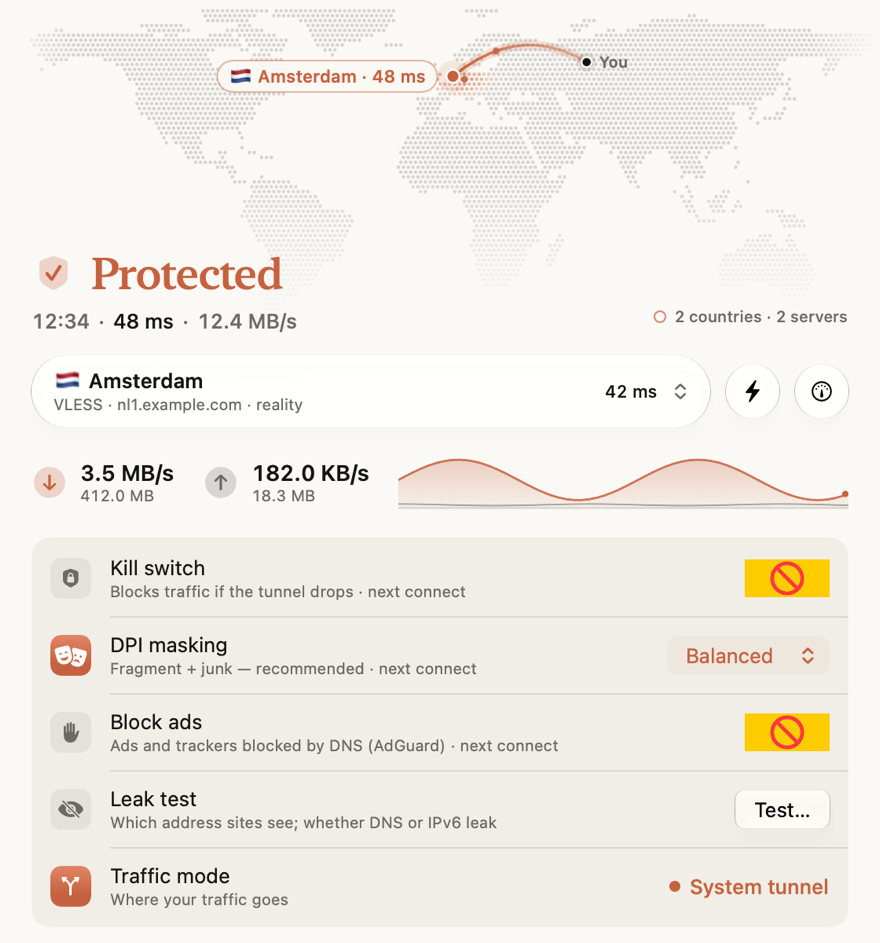 Amsterdam · 48 ms
You
Protected
12:34 · 48 ms · 12.4 MB/s
2 countries · 2 servers
Amsterdam
VLESS · nl1.example.com · reality
42 ms
3.5 MB/s
412.0 MB
182.0 KB/s
18.3 MB
Kill switch
Blocks traffic if the tunnel drops · next connect
DPI masking
Fragment + junk — recommended · next connect
Balanced
Block ads
Ads and trackers blocked by DNS (AdGuard) · next connect
Leak test
Which address sites see; whether DNS or IPv6 leak
Test...
Traffic mode
Where your traffic goes
System tunnel